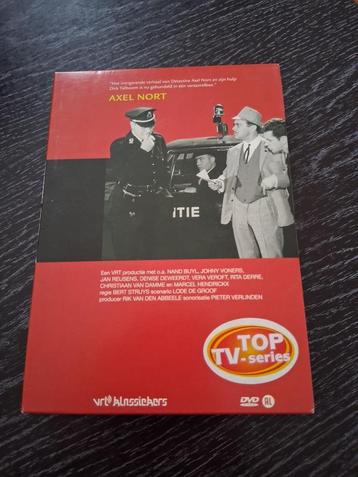 "Het intrigerende verhaal van Detective Axel Nort en zijn hulp
Dirk Talboom is nu gebundeld in één verzamelbox."
AXEL NORT
ITIE
Een VRT productie met o.a. NAND BUYL, JOHNY VONERS,
JAN REUSENS, DENISE DEWEERDT, VERA VEROFT, RITA DERRE,
CHRISTIAAN VAN DAMME en MARCEL HENDRICKX
regie BERT STRUYS scenario LODE DE GROOF
producer RIK VAN DEN ABBEELE sonorisatie PIETER VERLINDEN
TOP
TV-series
vrt klassiekers
DVD
AL